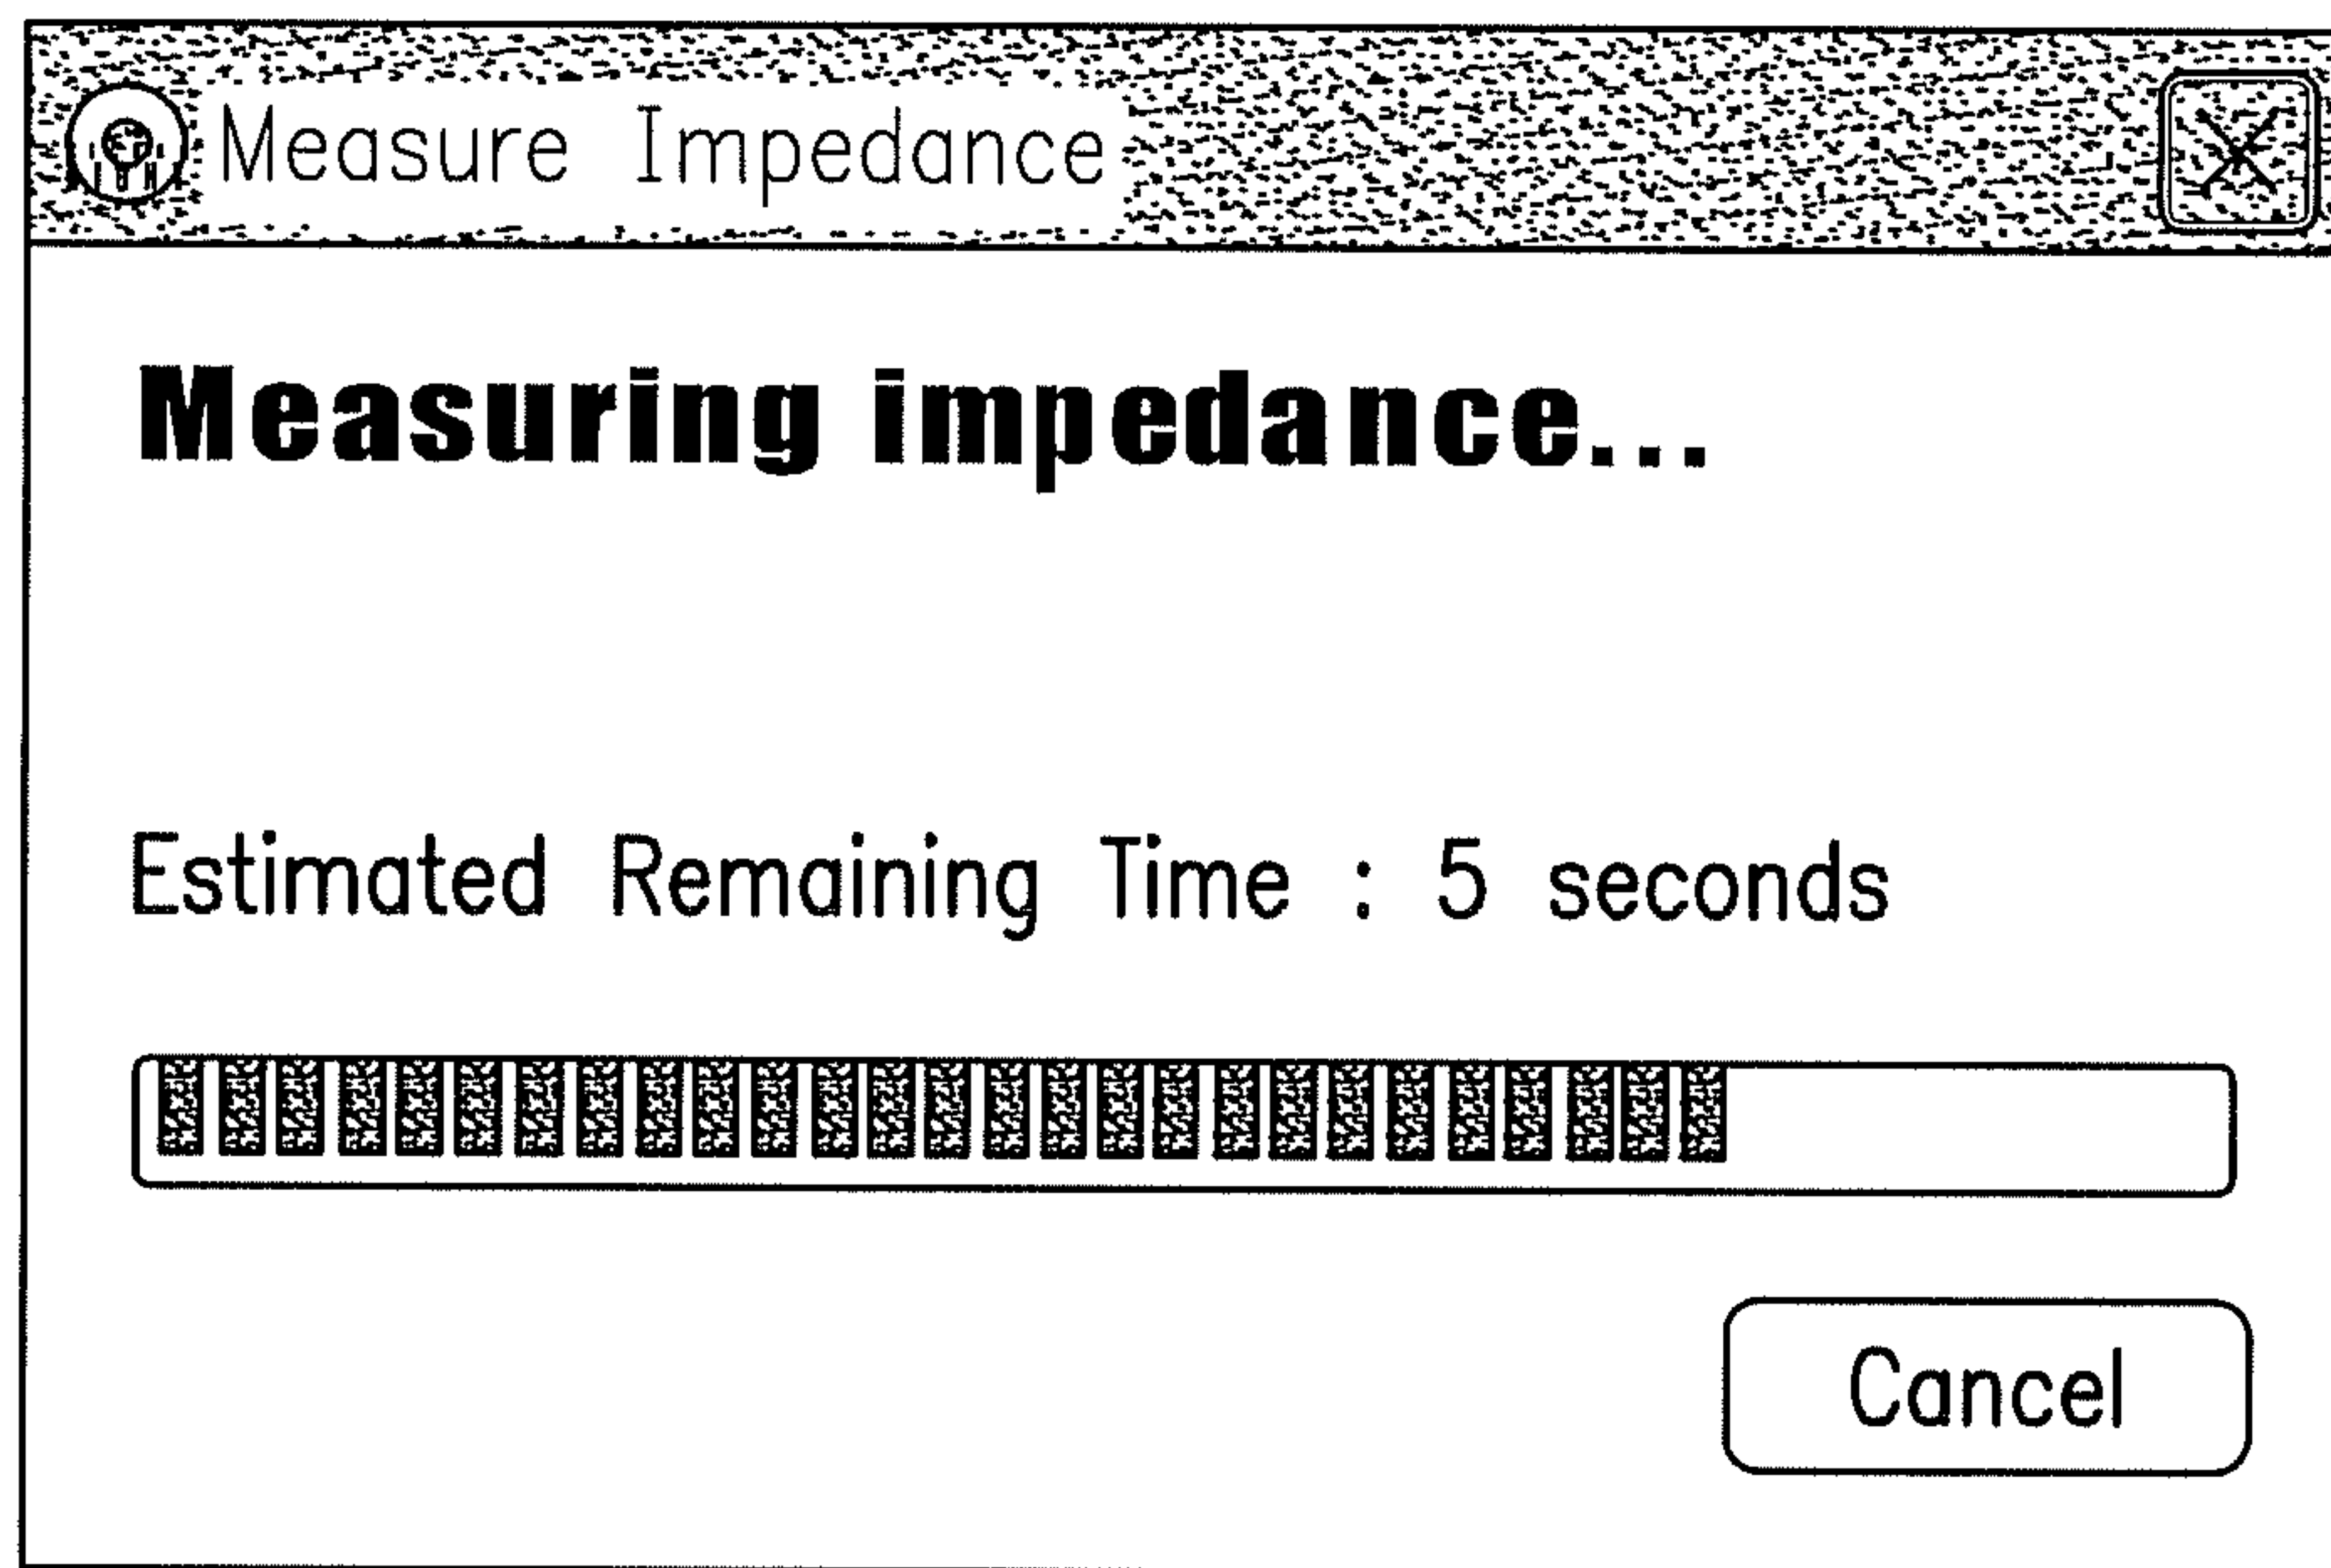 Measure Impedance
Measuring impedance...
Estimated Remaining Time : 5 seconds
Cancel